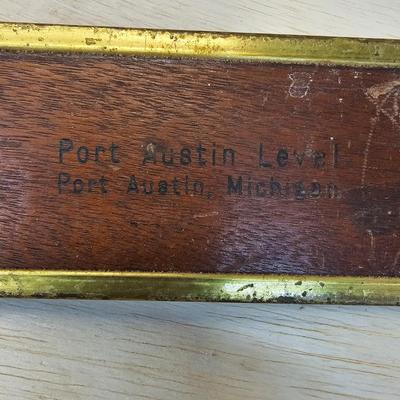 Port Austin Level
Port Austin, Michigan